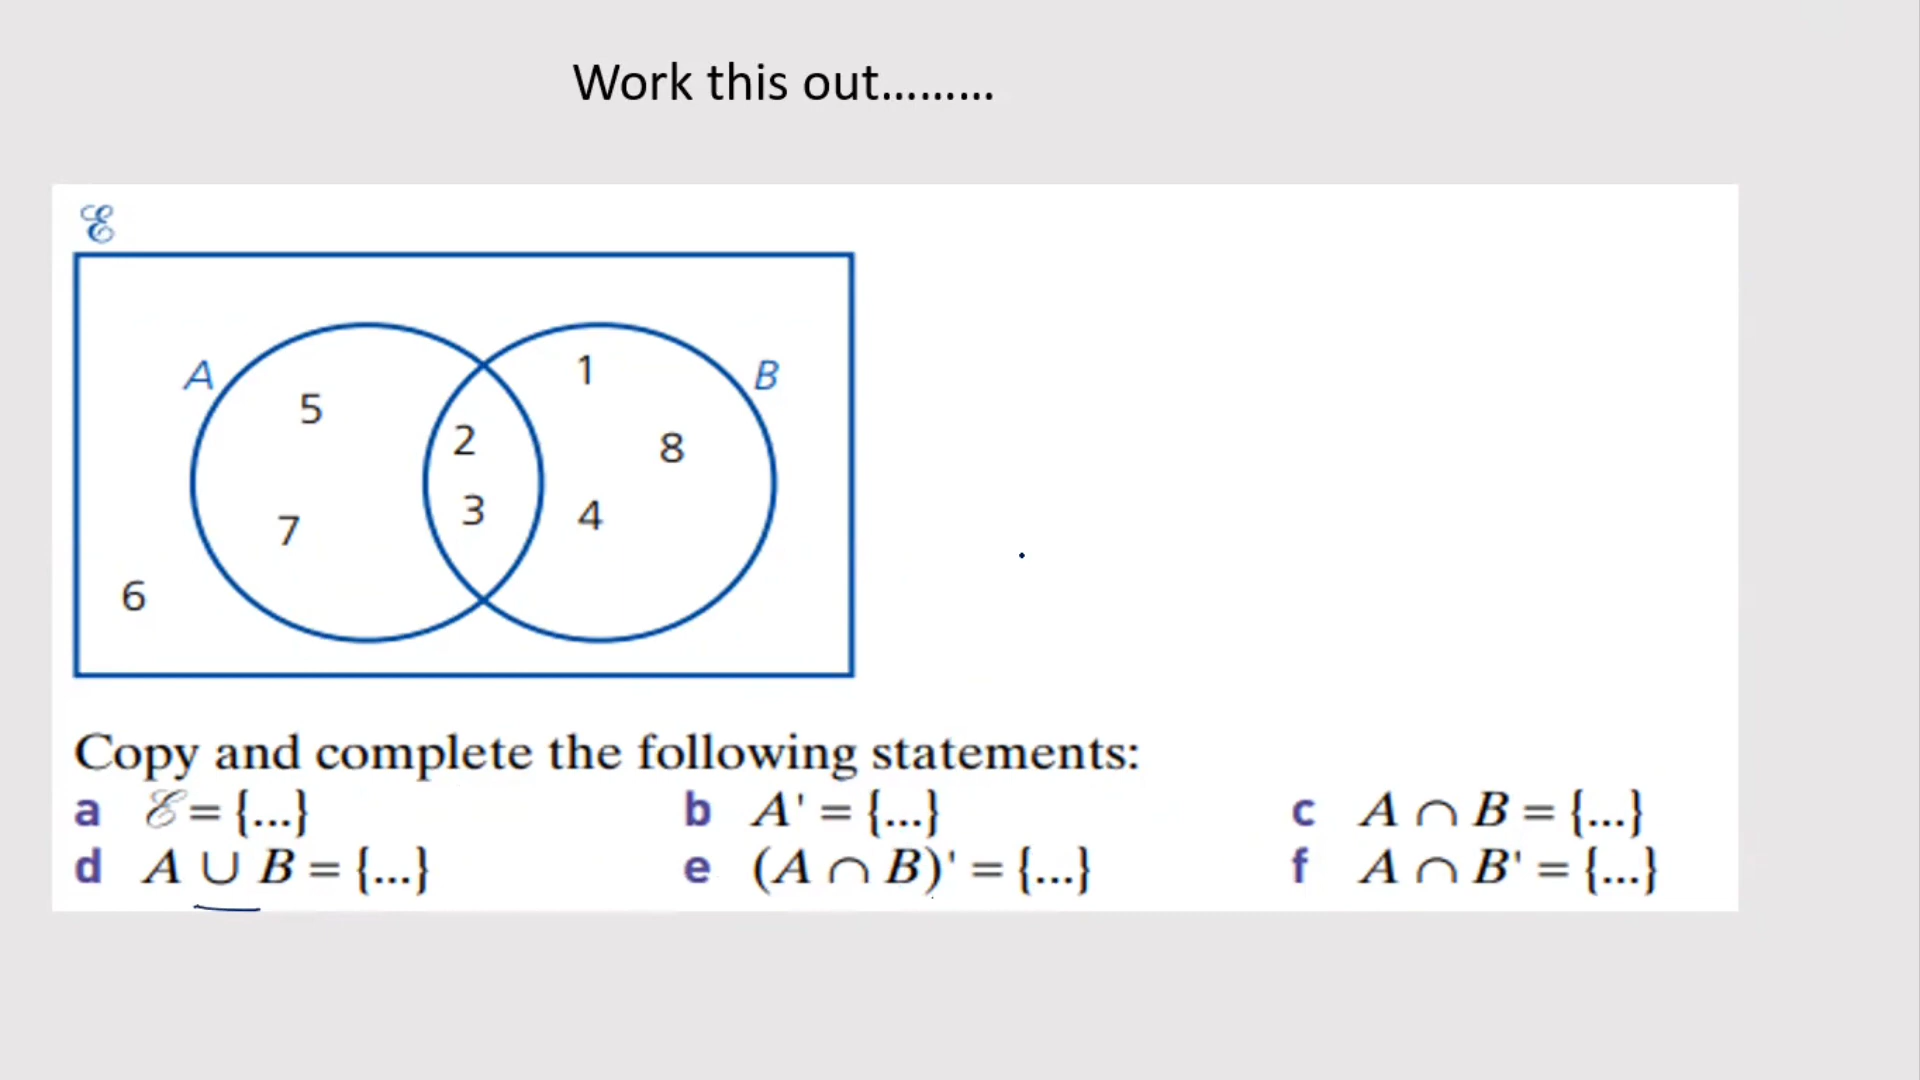 Work this out.........
ℰ
A
B
1
5
2
8
3
4
7
6
Copy and complete the following statements:
a ℰ = {...} b A' = {...} c A ∩ B = {...}
d A ∪ B = {...} e (A ∩ B)' = {...} f A ∩ B' = {...}